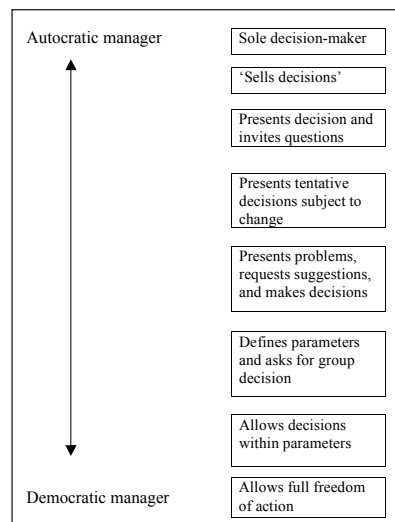 Autocratic manager
Sole decision-maker
‘Sells decisions’
Presents decision and
invites questions
Presents tentative
decisions subject to
change
Presents problems,
requests suggestions,
and makes decisions
Defines parameters
and asks for group
decision
Allows decisions
within parameters
Democratic manager
Allows full freedom
of action